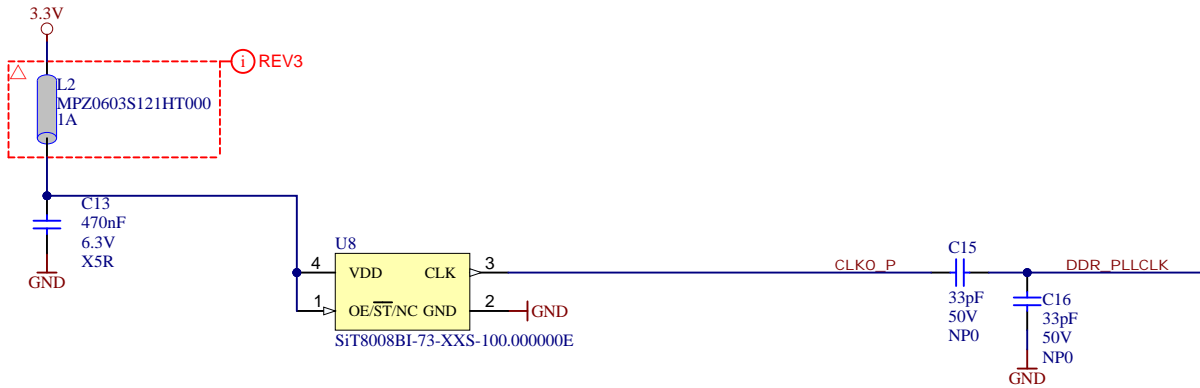 3.3V
i REV3
L2
MPZ0603S121HT000
1A
C13
470nF
6.3V
X5R
GND
U8
4 VDD CLK 3
1 OE/ST/NC GND 2 GND
SiT8008BI-73-XXS-100.000000E
CLK0_P
C15
33pF
50V
NP0
DDR_PLLCLK
C16
33pF
50V
NP0
GND